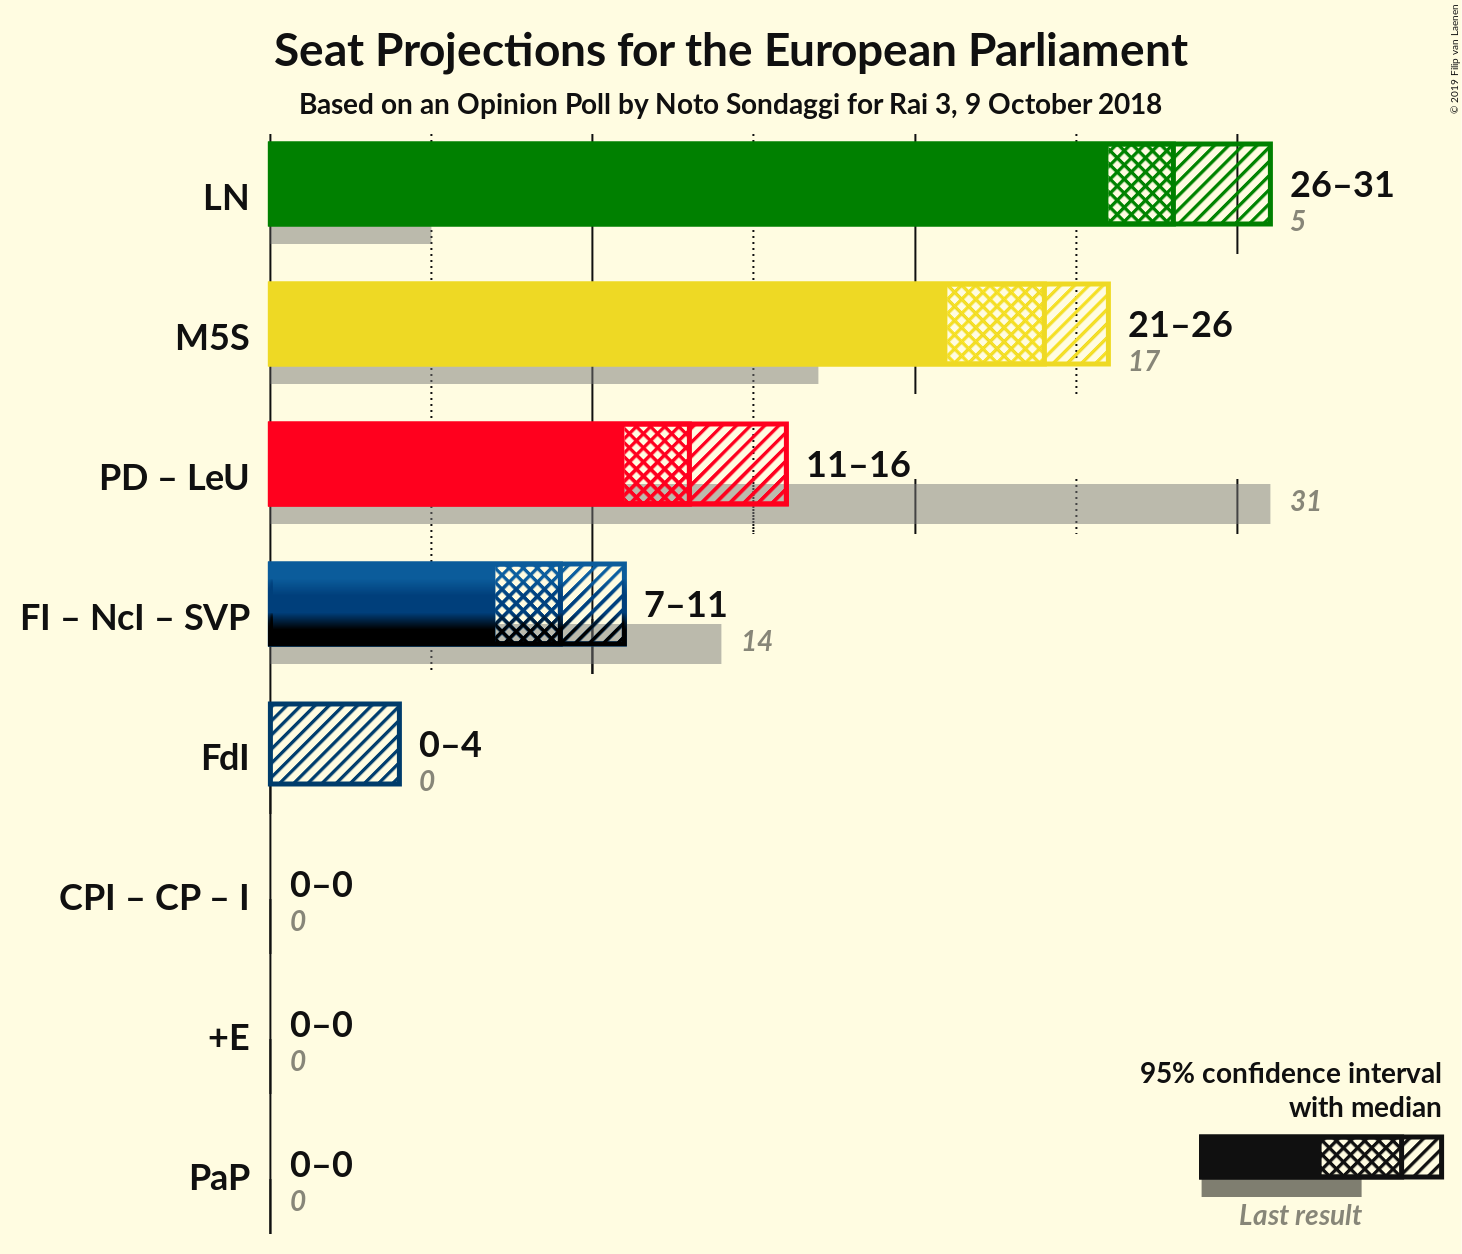 Seat Projections for the European Parliament
Based on an Opinion Poll by Noto Sondaggi for Rai 3, 9 October 2018
© 2019 Filip van Laenen
LN
26–31
5
M5S
21–26
17
PD – LeU
11–16
31
FI – NcI – SVP
7–11
14
FdI
0–4
0
CPI – CP – I
0–0
0
+E
0–0
0
PaP
0–0
0
95% confidence interval
with median
Last result